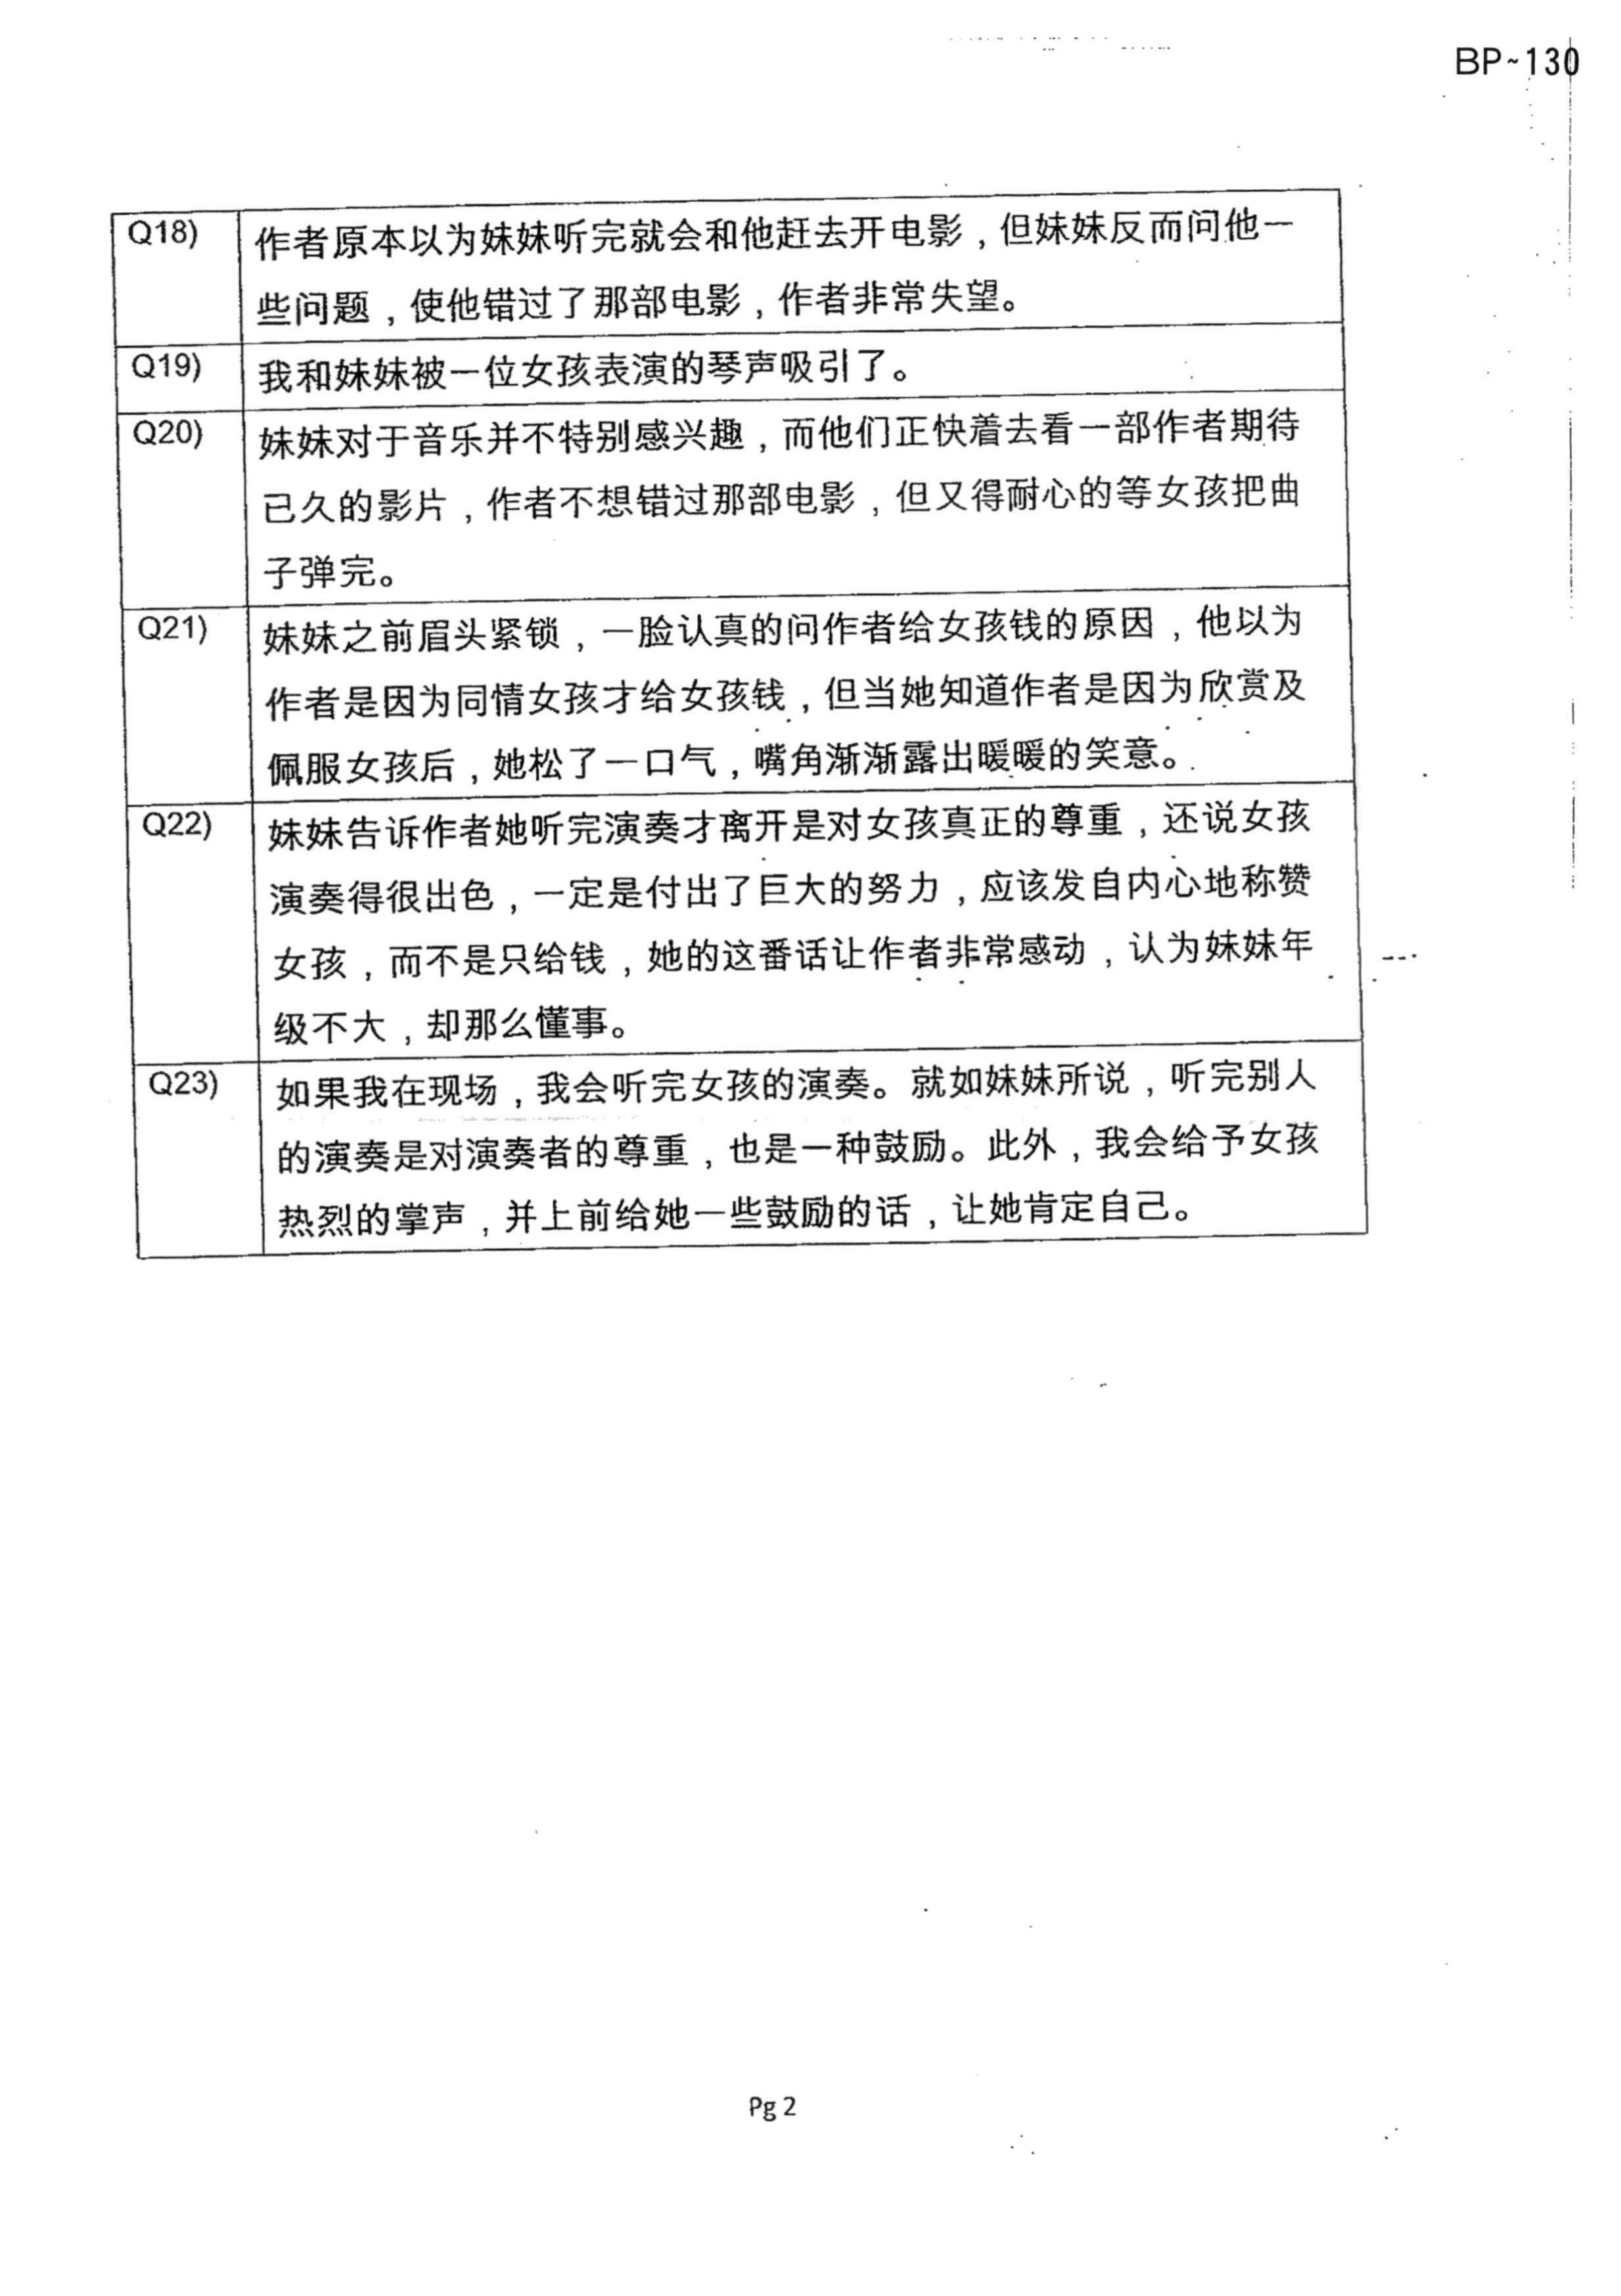 BP~130
Q18)
作者原本以为妹妹听完就会和他赶去开电影，但妹妹反而问他一
些问题，使他错过了那部电影，作者非常失望。
Q19)
我和妹妹被一位女孩表演的琴声吸引了。
Q20)
妹妹对于音乐并不特别感兴趣，而他们正快着去看一部作者期待
已久的影片，作者不想错过那部电影，但又得耐心的等女孩把曲
子弹完。
Q21)
妹妹之前眉头紧锁，一脸认真的问作者给女孩钱的原因，他以为
作者是因为同情女孩才给女孩钱，但当她知道作者是因为欣赏及
佩服女孩后，她松了一口气，嘴角渐渐露出暖暖的笑意。
Q22)
妹妹告诉作者她听完演奏才离开是对女孩真正的尊重，还说女孩
演奏得很出色，一定是付出了巨大的努力，应该发自内心地称赞
女孩，而不是只给钱，她的这番话让作者非常感动，认为妹妹年
级不大，却那么懂事。
Q23)
如果我在现场，我会听完女孩的演奏。就如妹妹所说，听完别人
的演奏是对演奏者的尊重，也是一种鼓励。此外，我会给予女孩
热烈的掌声，并上前给她一些鼓励的话，让她肯定自己。
Pg 2